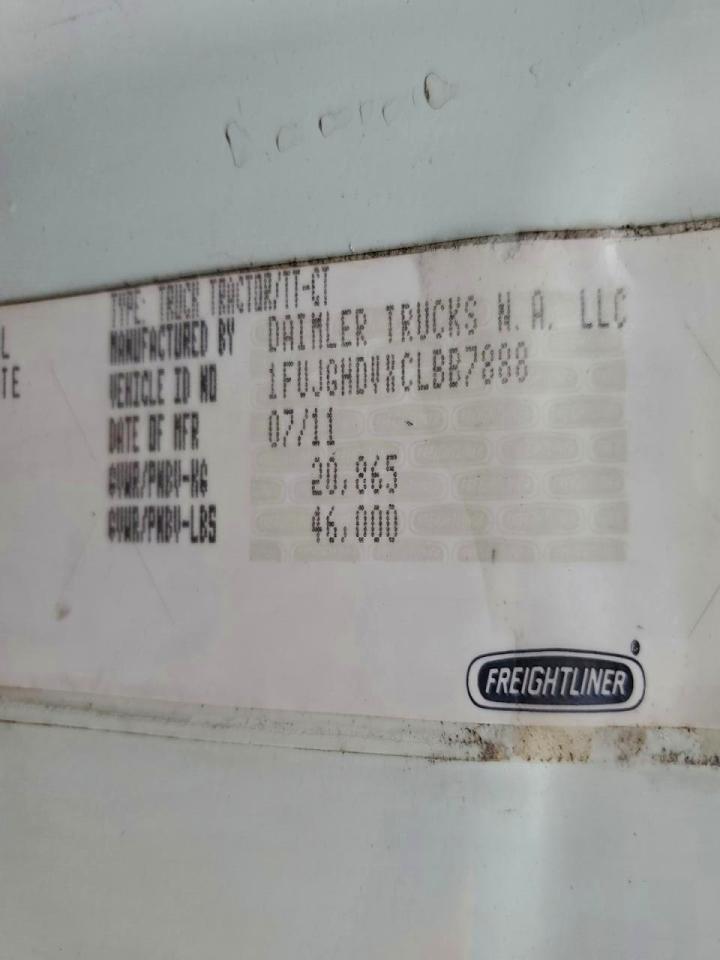 TYPE: TRUCK TRACTOR/TT-CT
L
MANUFACTURED BY DAIMLER TRUCKS N.A. LLC
TE
VEHICLE ID NO 1FUJGHDVXCLBB7888
DATE OF MFR 07/11
GVWR/PNBV-KG 20,865
GVWR/PNBV-LBS 46,000
FREIGHTLINER®